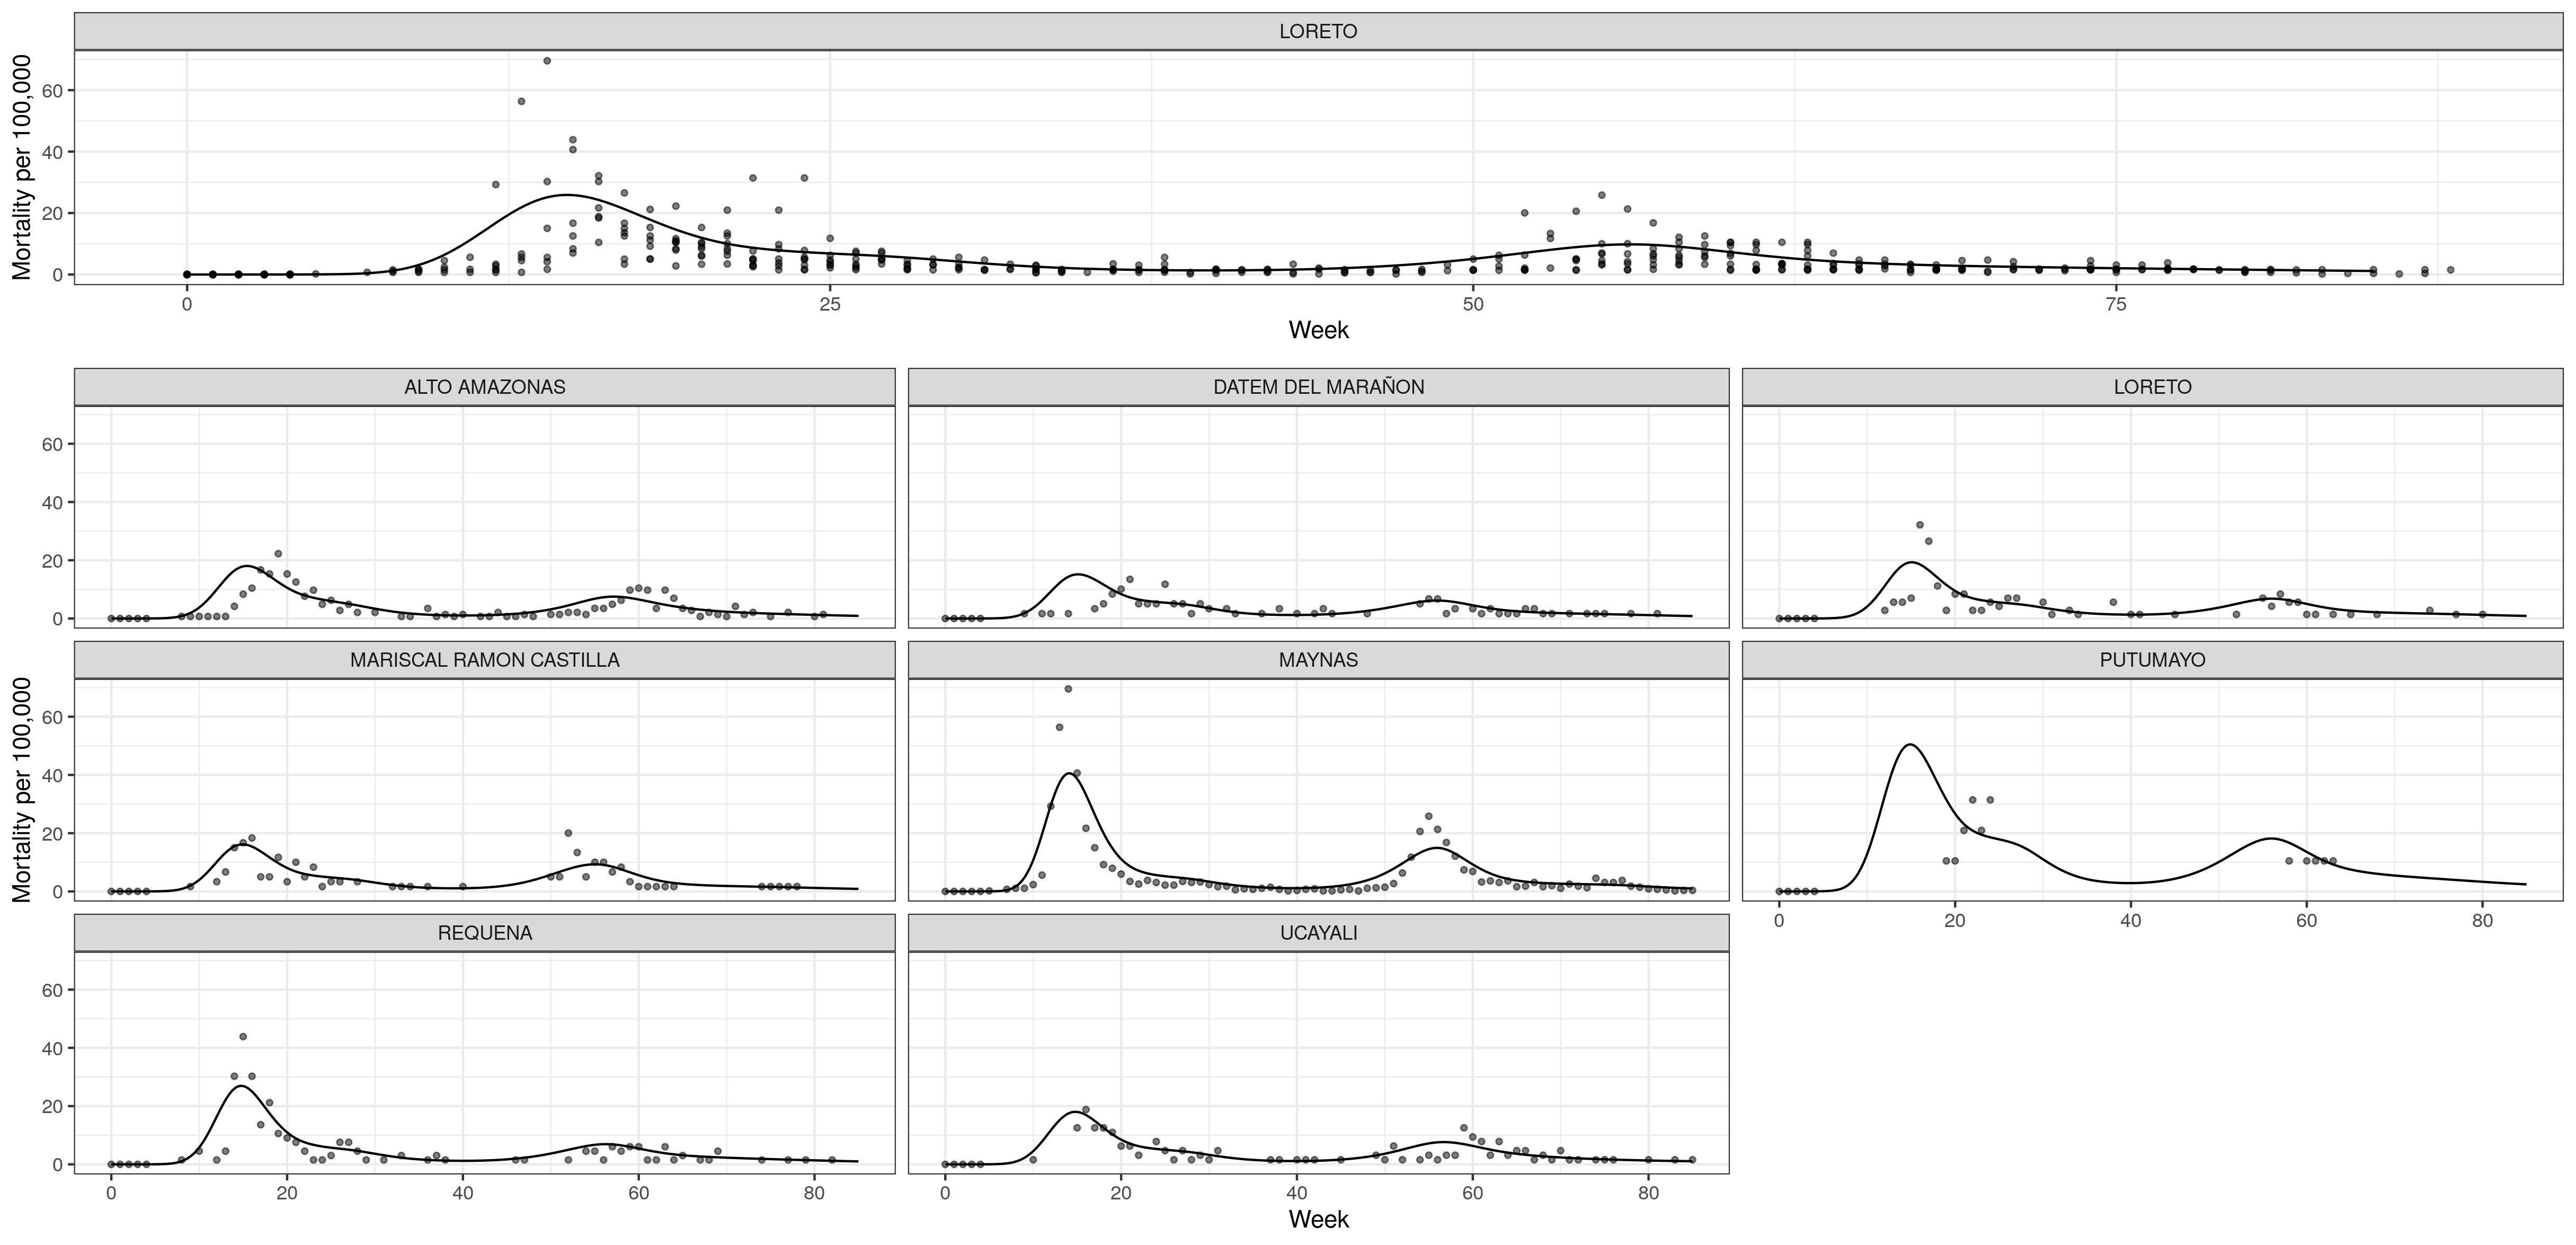 LORETO
Mortality per 100,000
60
40
20
0
0 25 50 75
Week
ALTO AMAZONAS DATEM DEL MARAÑON LORETO
60
40
20
0
MARISCAL RAMON CASTILLA MAYNAS PUTUMAYO
Mortality per 100,000
60
40
20
0
0 20 40 60 80
REQUENA UCAYALI
60
40
20
0
0 20 40 60 80 0 20 40 60 80
Week